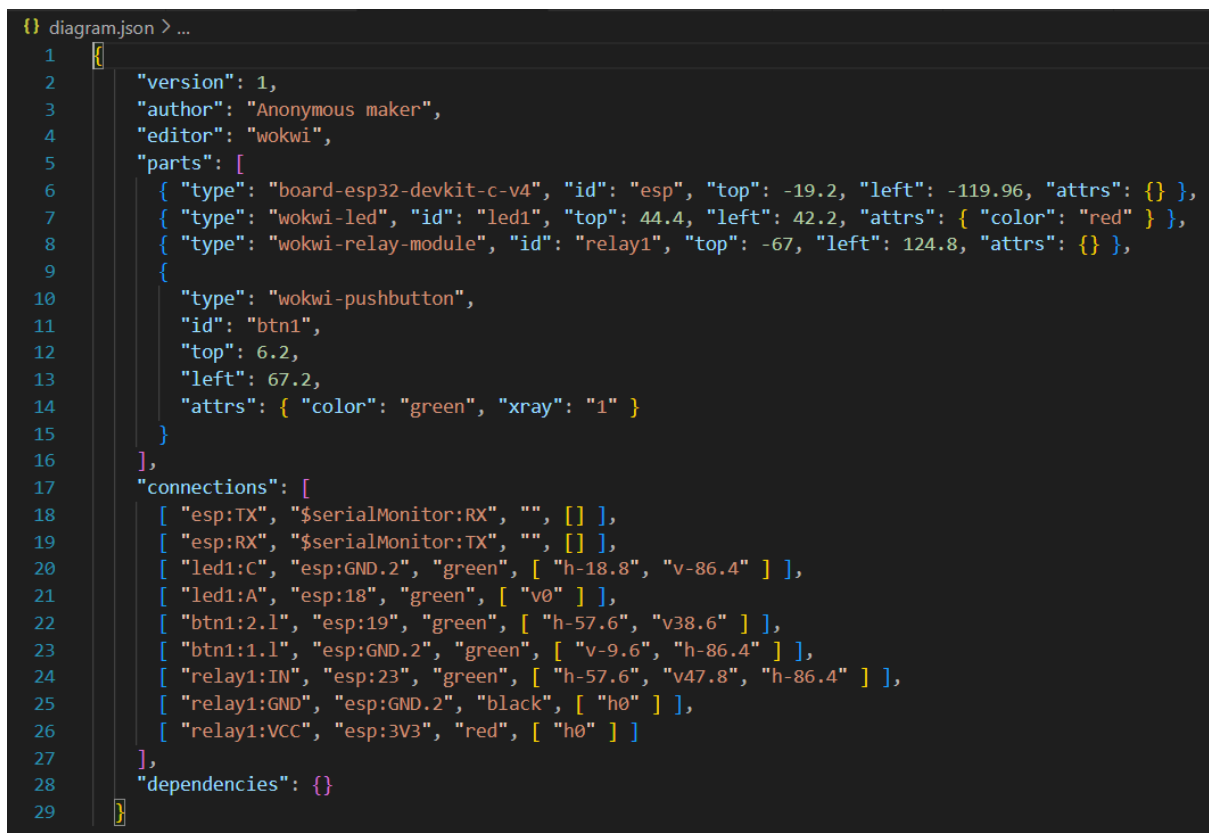 {} diagram.json > ...
1 {
2 "version": 1,
3 "author": "Anonymous maker",
4 "editor": "wokwi",
5 "parts": [
6 { "type": "board-esp32-devkit-c-v4", "id": "esp", "top": -19.2, "left": -119.96, "attrs": {} },
7 { "type": "wokwi-led", "id": "led1", "top": 44.4, "left": 42.2, "attrs": { "color": "red" } },
8 { "type": "wokwi-relay-module", "id": "relay1", "top": -67, "left": 124.8, "attrs": {} },
9 {
10 "type": "wokwi-pushbutton",
11 "id": "btn1",
12 "top": 6.2,
13 "left": 67.2,
14 "attrs": { "color": "green", "xray": "1" }
15 }
16 ],
17 "connections": [
18 [ "esp:TX", "$serialMonitor:RX", "", [] ],
19 [ "esp:RX", "$serialMonitor:TX", "", [] ],
20 [ "led1:C", "esp:GND.2", "green", [ "h-18.8", "v-86.4" ] ],
21 [ "led1:A", "esp:18", "green", [ "v0" ] ],
22 [ "btn1:2.l", "esp:19", "green", [ "h-57.6", "v38.6" ] ],
23 [ "btn1:1.l", "esp:GND.2", "green", [ "v-9.6", "h-86.4" ] ],
24 [ "relay1:IN", "esp:23", "green", [ "h-57.6", "v47.8", "h-86.4" ] ],
25 [ "relay1:GND", "esp:GND.2", "black", [ "h0" ] ],
26 [ "relay1:VCC", "esp:3V3", "red", [ "h0" ] ]
27 ],
28 "dependencies": {}
29 }